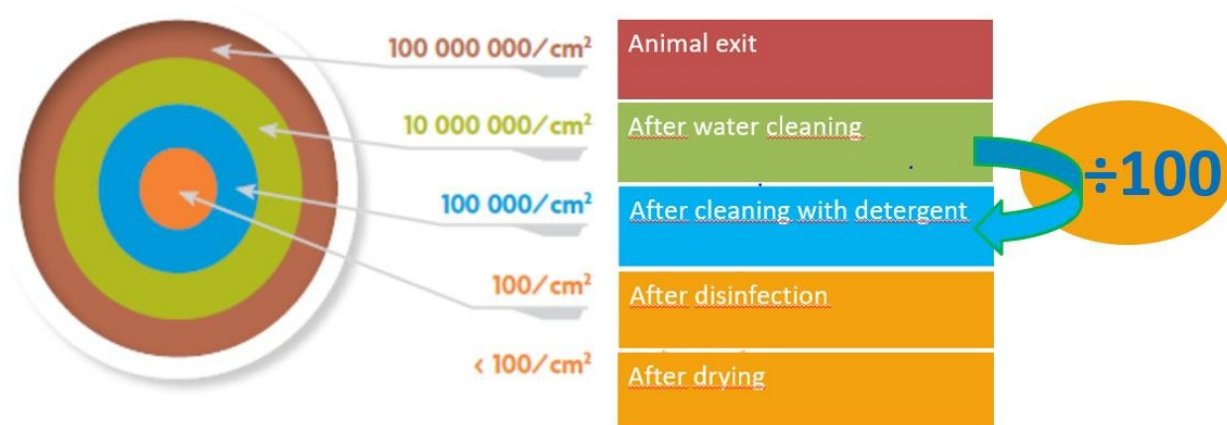 100 000 000/cm²
Animal exit
10 000 000/cm²
After water cleaning
÷100
100 000/cm²
After cleaning with detergent
100/cm²
After disinfection
< 100/cm²
After drying